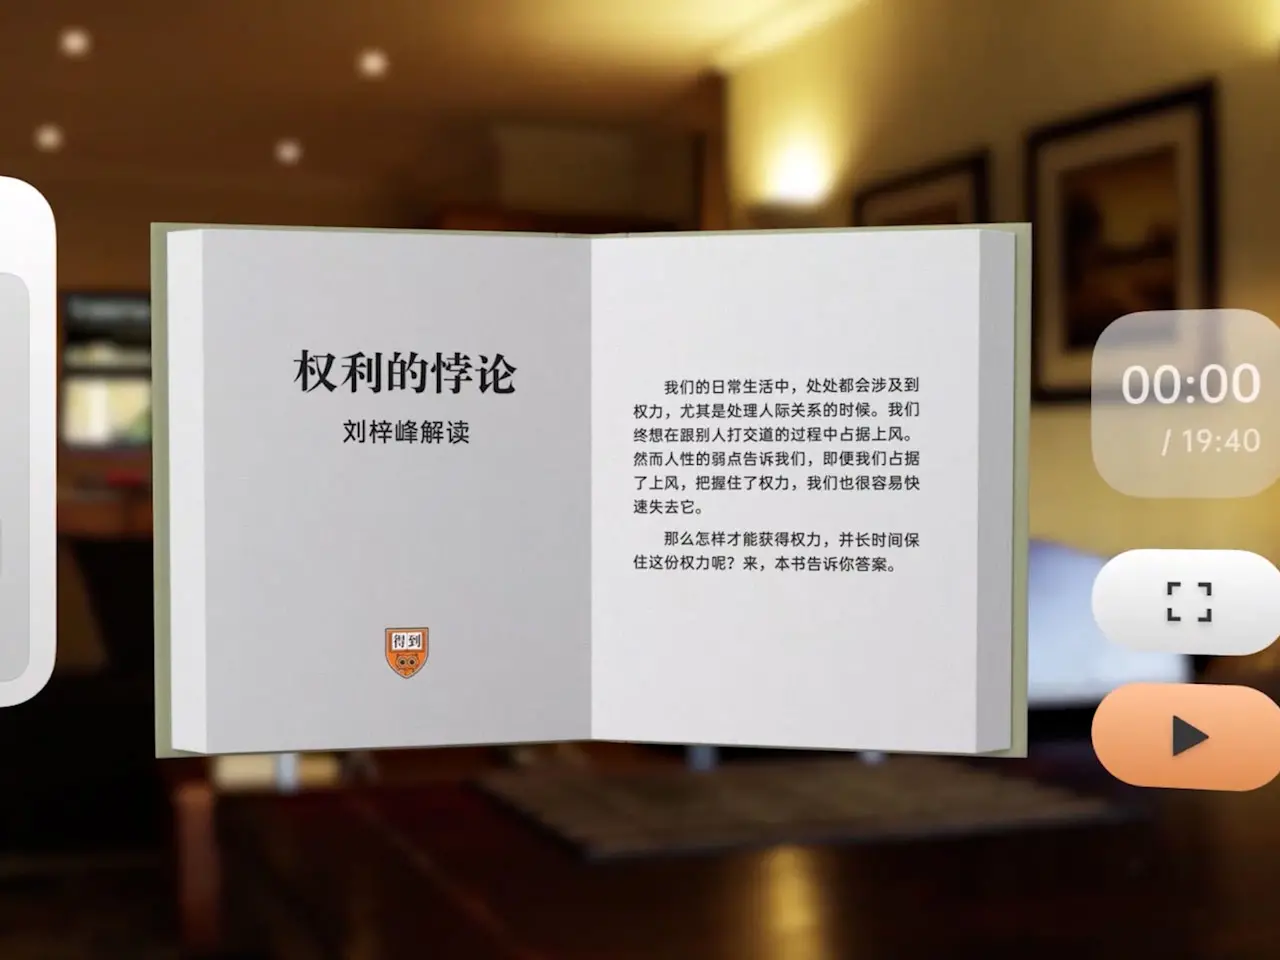 权利的悖论
刘梓峰解读
得到
我们的日常生活中，处处都会涉及到
权力，尤其是处理人际关系的时候。我们
终想在跟别人打交道的过程中占据上风。
然而人性的弱点告诉我们，即便我们占据
了上风，把握住了权力，我们也很容易快
速失去它。
那么怎样才能获得权力，并长时间保
住这份权力呢？来，本书告诉你答案。
00:00
/ 19:40